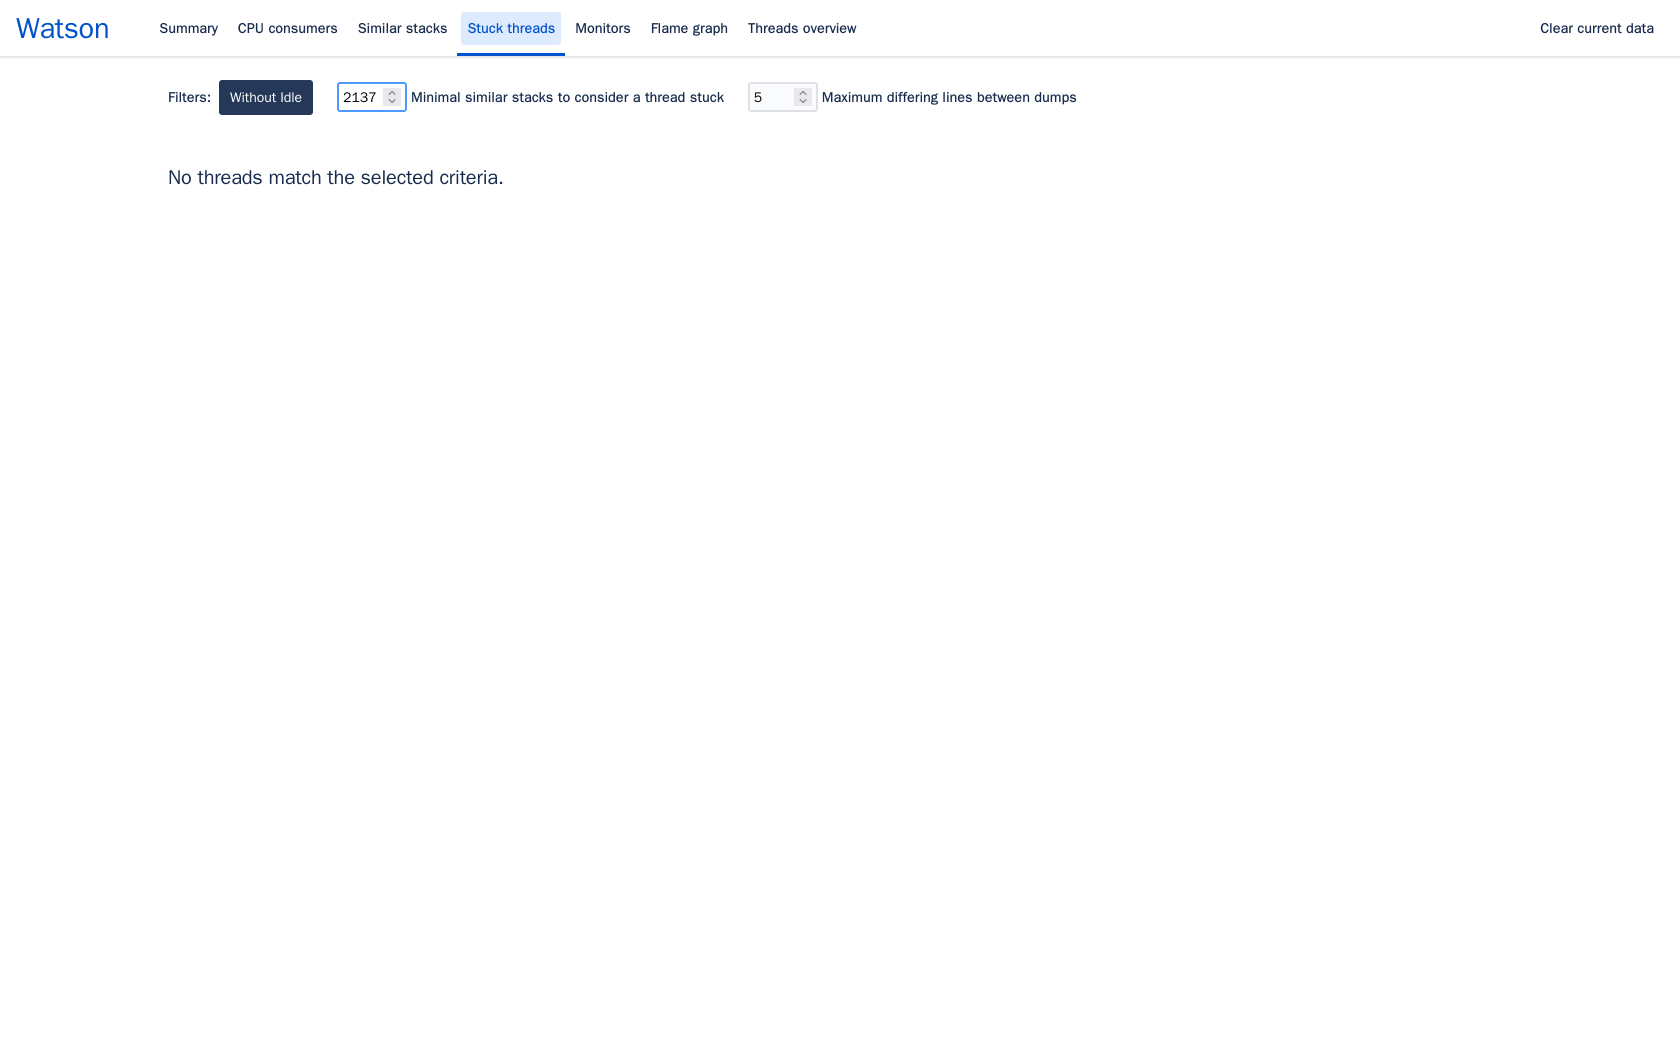 Watson Summary CPU consumers Similar stacks Stuck threads Monitors Flame graph Threads overview Clear current data
Filters: Without Idle 2137 Minimal similar stacks to consider a thread stuck 5 Maximum differing lines between dumps
No threads match the selected criteria.